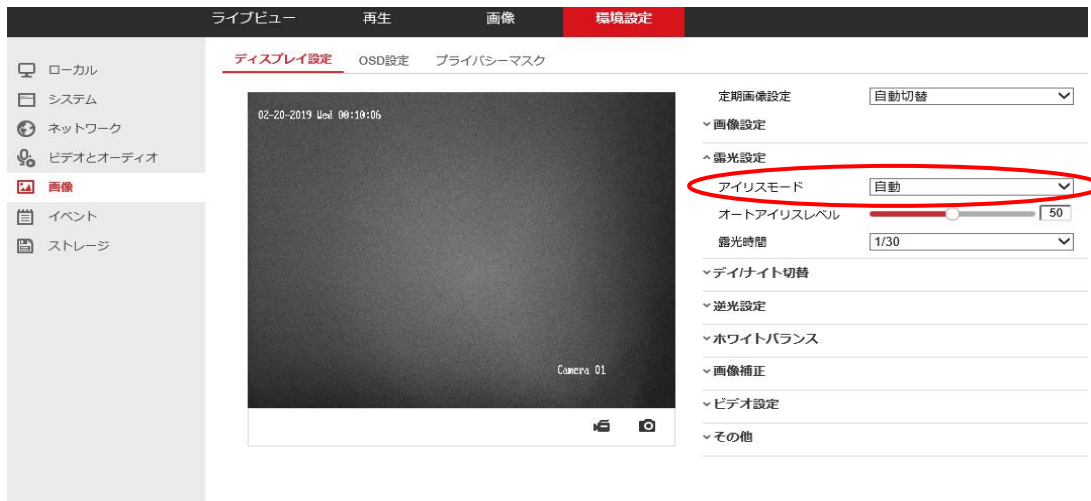 ライブビュー 再生 画像 環境設定
ローカル
システム
ネットワーク
ビデオとオーディオ
画像
イベント
ストレージ
ディスプレイ設定 OSD設定 プライバシーマスク
02-20-2019 Wed 00:10:06
Camera 01
定期画像設定 自動切替
画像設定
露光設定
アイリスモード 自動
オートアイリスレベル 50
露光時間 1/30
デイ/ナイト切替
逆光設定
ホワイトバランス
画像補正
ビデオ設定
その他